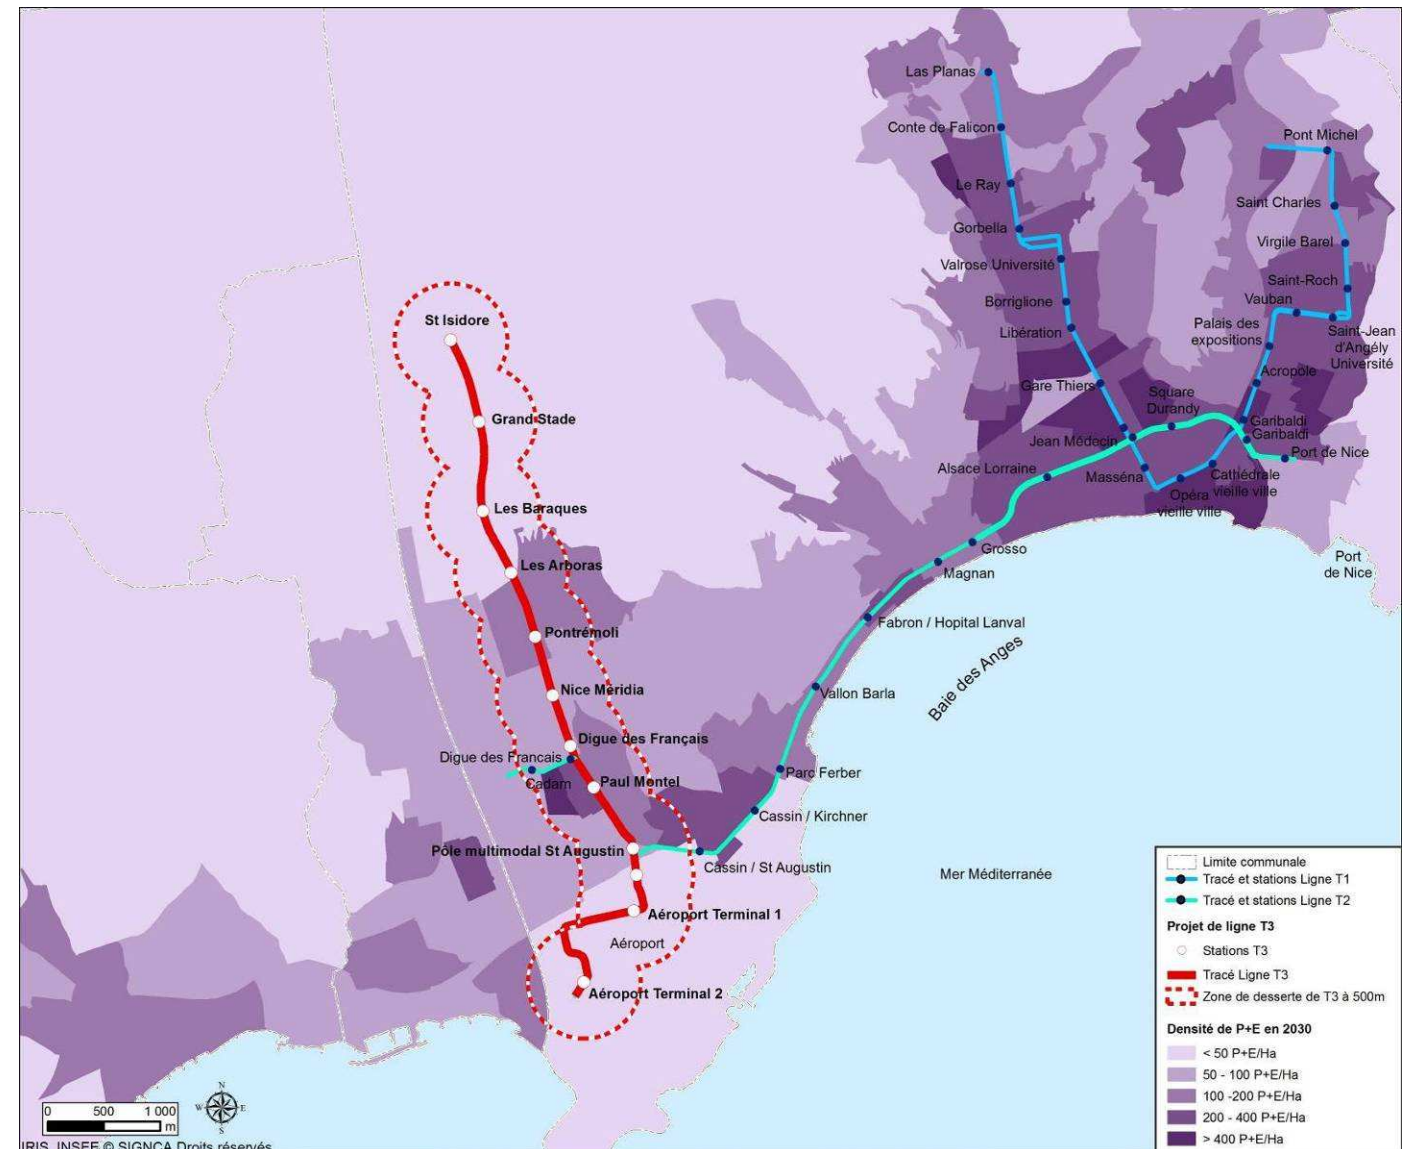 Las Planas
Conte de Falicon
Pont Michel
Le Ray
Saint Charles
Gorbella
Virgile Barel
Valrose Université
Saint-Roch
Borriglione
Vauban
Libération
Palais des
expositions
Saint-Jean
d'Angély
Université
St Isidore
Acropole
Gare Thiers
Square
Durandy
Grand Stade
Garibaldi
Garibaldi
Jean Médecin
Port de Nice
Alsace Lorraine
Masséna
Cathédrale
vieille ville
Opéra
vieille ville
Les Baraques
Grosso
Magnan
Port
de Nice
Les Arboras
Fabron / Hopital Lanval
Pontrémoli
Baie des Anges
Nice Méridia
Vallon Barla
Digue des Français
Digue des Francais
Cadam
Paul Montel
Parc Ferber
Cassin / Kirchner
Pôle multimodal St Augustin
Cassin / St Augustin
Mer Méditerranée
Aéroport Terminal 1
Aéroport
Aéroport Terminal 2
Limite communale
Tracé et stations Ligne T1
Tracé et stations Ligne T2
Projet de ligne T3
Stations T3
Tracé Ligne T3
Zone de desserte de T3 à 500m
Densité de P+E en 2030
< 50 P+E/Ha
50 - 100 P+E/Ha
100 -200 P+E/Ha
200 - 400 P+E/Ha
> 400 P+E/Ha
N
W E
S
0 500 1 000
m
IRIS, INSEE © SIGNCA Droits réservés